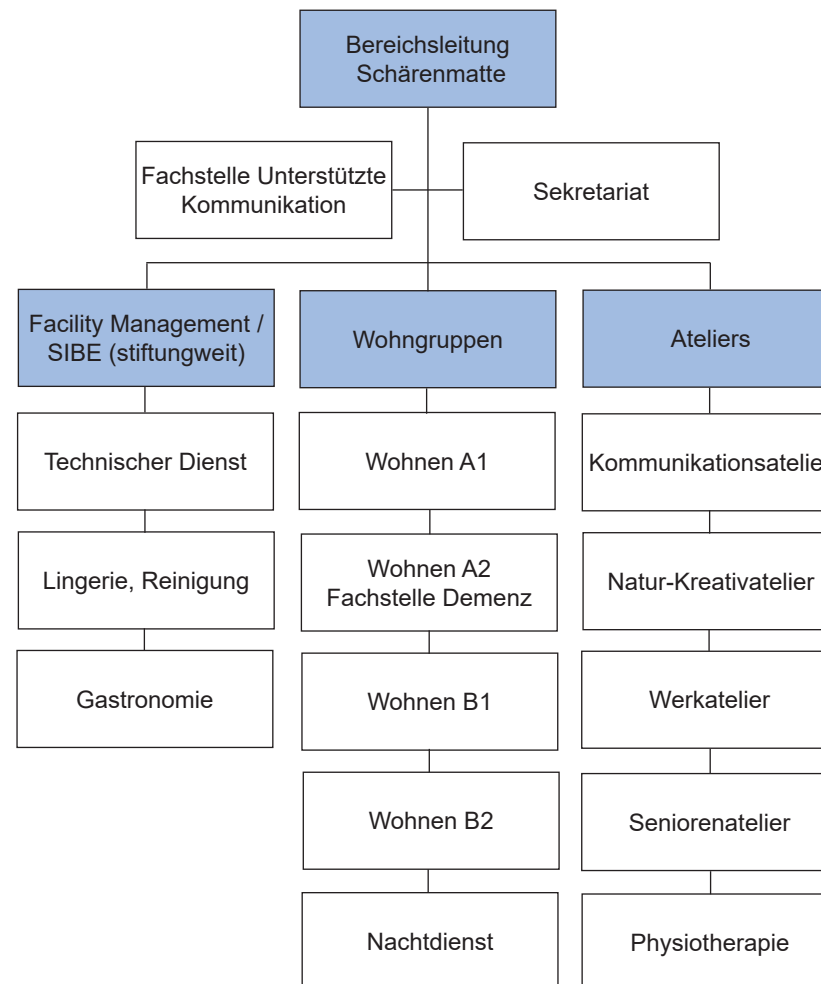 Bereichsleitung
Schärenmatte
Fachstelle Unterstützte
Kommunikation
Sekretariat
Facility Management /
SIBE (stiftungweit)
Wohngruppen
Ateliers
Technischer Dienst
Wohnen A1
Kommunikationsatelie
Lingerie, Reinigung
Wohnen A2
Fachstelle Demenz
Natur-Kreativatelier
Gastronomie
Wohnen B1
Werkatelier
Wohnen B2
Seniorenatelier
Nachtdienst
Physiotherapie